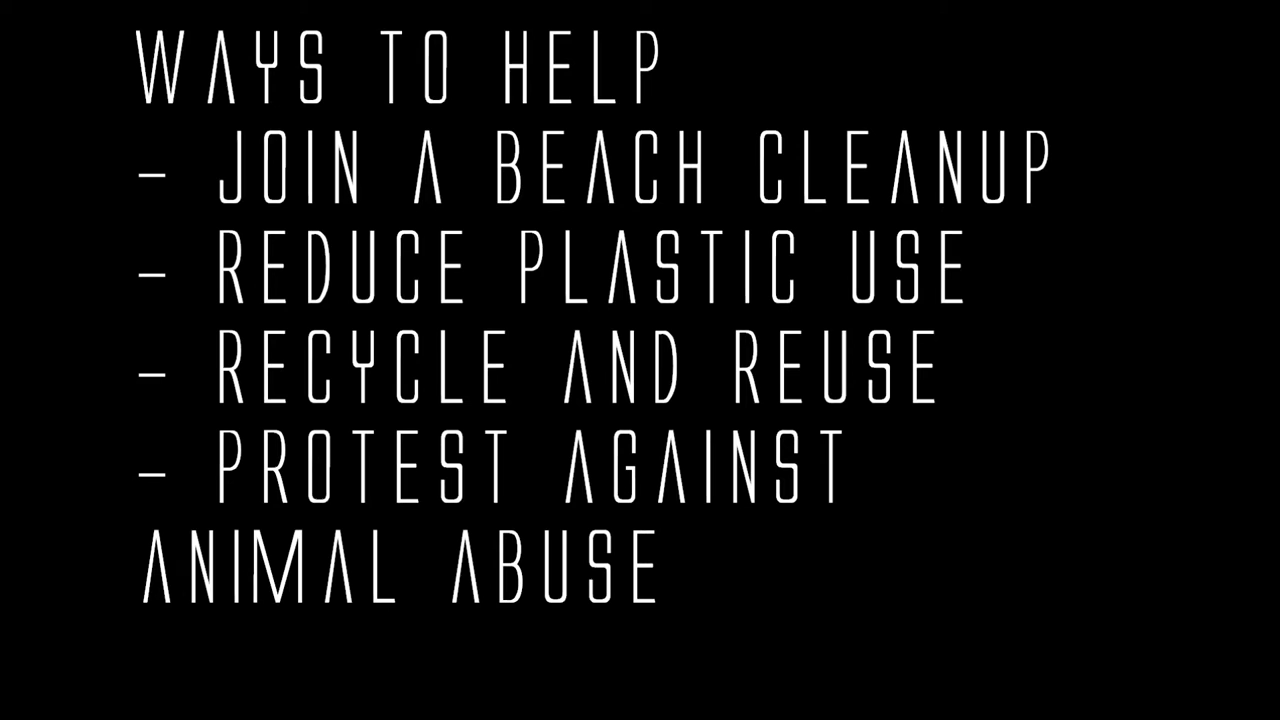 WAYS TO HELP
- JOIN A BEACH CLEANUP
- REDUCE PLASTIC USE
- RECYCLE AND REUSE
- PROTEST AGAINST
ANIMAL ABUSE